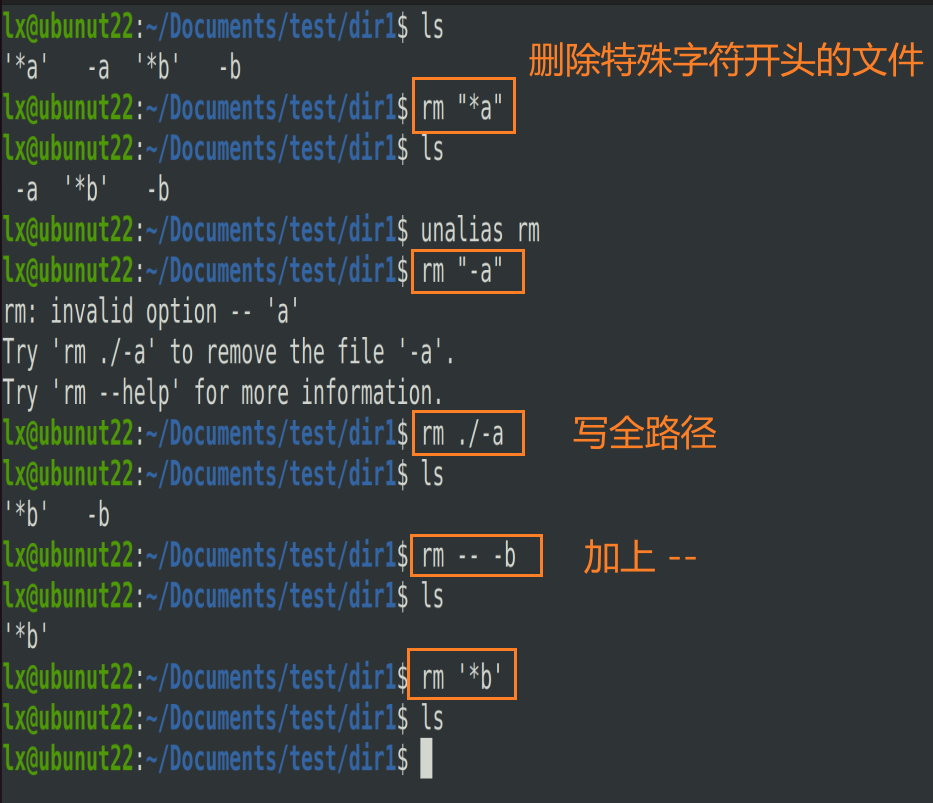 lx@ubunut22:~/Documents/test/dir1$ ls
'*a'   -a  '*b'   -b
删除特殊字符开头的文件
lx@ubunut22:~/Documents/test/dir1$ rm "*a"
lx@ubunut22:~/Documents/test/dir1$ ls
 -a  '*b'   -b
lx@ubunut22:~/Documents/test/dir1$ unalias rm
lx@ubunut22:~/Documents/test/dir1$ rm "-a"
rm: invalid option -- 'a'
Try 'rm ./-a' to remove the file '-a'.
Try 'rm --help' for more information.
lx@ubunut22:~/Documents/test/dir1$ rm ./-a
写全路径
lx@ubunut22:~/Documents/test/dir1$ ls
'*b'   -b
lx@ubunut22:~/Documents/test/dir1$ rm -- -b
加上 --
lx@ubunut22:~/Documents/test/dir1$ ls
'*b'
lx@ubunut22:~/Documents/test/dir1$ rm '*b'
lx@ubunut22:~/Documents/test/dir1$ ls
lx@ubunut22:~/Documents/test/dir1$